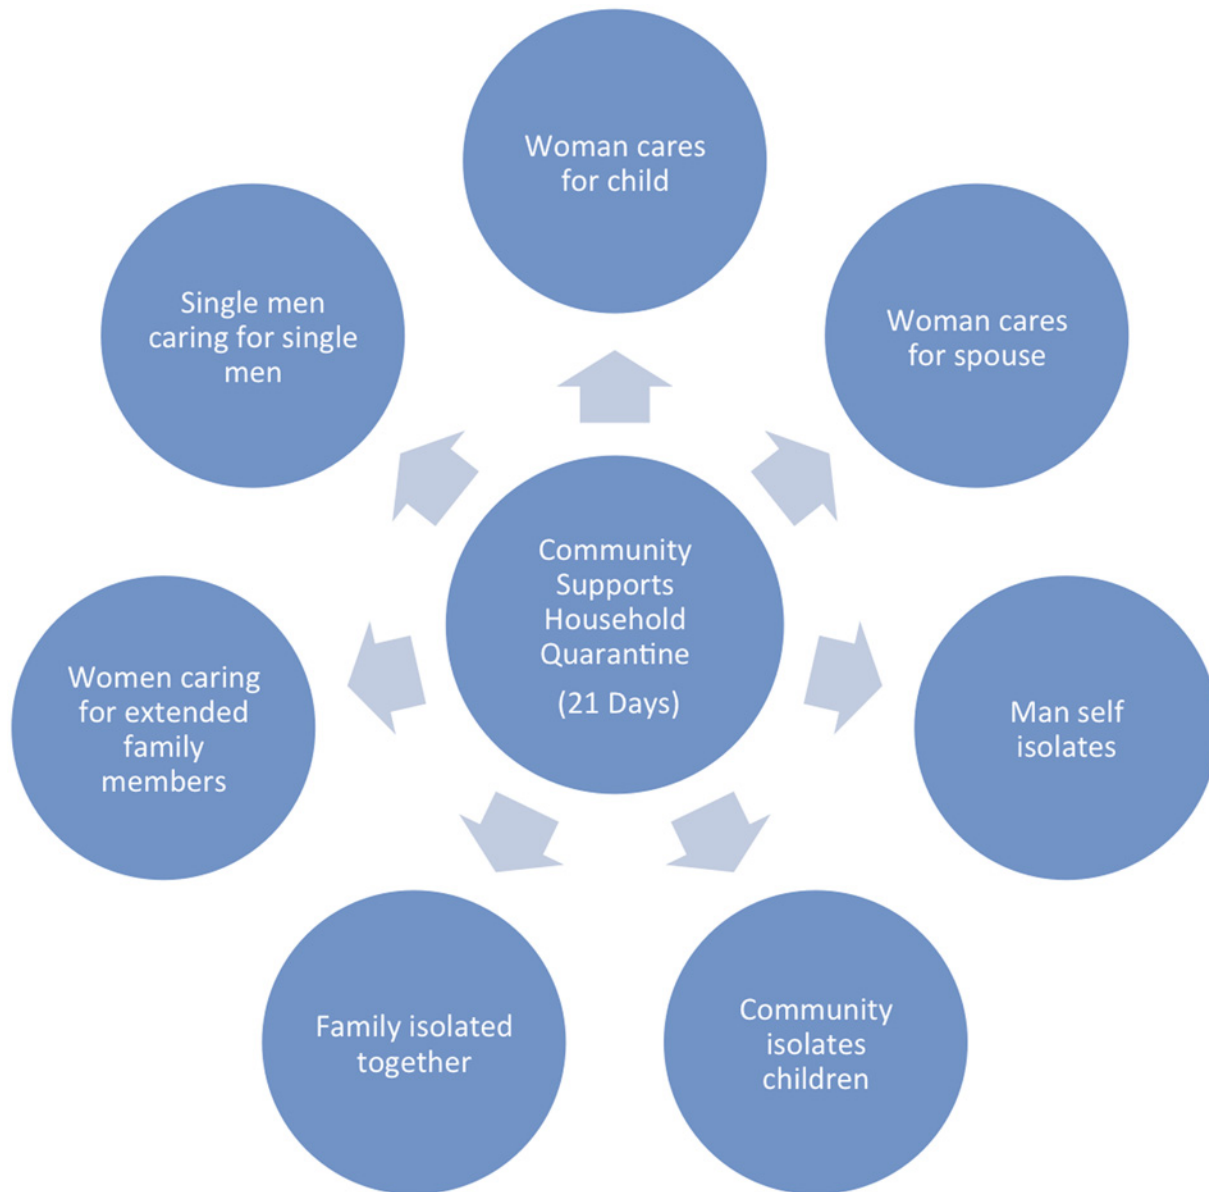 Woman cares
for child
Woman cares
for spouse
Man self
isolates
Community
isolates
children
Family isolated
together
Women caring
for extended
family
members
Single men
caring for single
men
Community
Supports
Household
Quarantine
(21 Days)